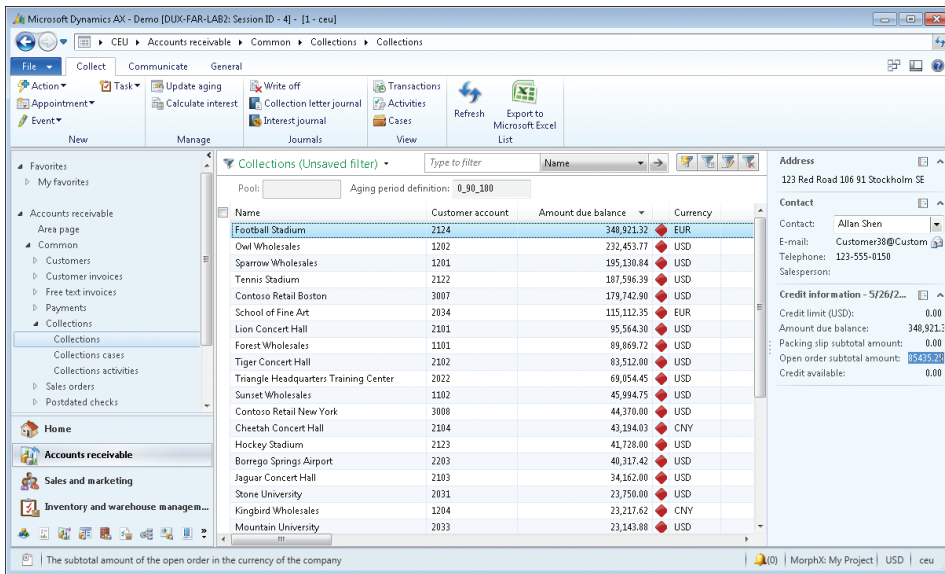 Microsoft Dynamics AX - Demo [DUX-FAR-LAB2: Session ID - 4] - [1 - ceu]
CEU Accounts receivable Common Collections Collections
File Collect Communicate General
Action Task Update aging Write off Transactions
Appointment Calculate interest Collection letter journal Activities Refresh Export to Microsoft Excel
Event Interest journal Cases
New Manage Journals View List
Favorites
My favorites
Accounts receivable
Area page
Common
Customers
Customer invoices
Free text invoices
Payments
Collections
Collections
Collections cases
Collections activities
Sales orders
Postdated checks
Home
Accounts receivable
Sales and marketing
Inventory and warehouse managem...
Collections (Unsaved filter) Type to filter Name
Pool: Aging period definition: 0_90_180
Name Customer account Amount due balance Currency
Football Stadium 2124 348,921.32 EUR
Owl Wholesales 1202 232,453.77 USD
Sparrow Wholesales 1201 195,130.84 USD
Tennis Stadium 2122 187,596.39 USD
Contoso Retail Boston 3007 179,742.90 USD
School of Fine Art 2034 115,112.35 EUR
Lion Concert Hall 2101 95,564.30 USD
Forest Wholesales 1101 89,869.72 USD
Tiger Concert Hall 2102 83,512.00 USD
Triangle Headquarters Training Center 2022 69,054.45 USD
Sunset Wholesales 1102 45,994.75 USD
Contoso Retail New York 3008 44,370.00 USD
Cheetah Concert Hall 2104 43,194.03 CNY
Hockey Stadium 2123 41,728.00 USD
Borrego Springs Airport 2203 40,317.42 USD
Jaguar Concert Hall 2103 34,162.00 USD
Stone University 2031 23,750.00 USD
Kingbird Wholesales 1204 23,217.62 CNY
Mountain University 2033 23,143.88 USD
Address
123 Red Road 106 91 Stockholm SE
Contact
Contact: Allan Shen
E-mail: Customer38@Custom
Telephone: 123-555-0150
Salesperson:
Credit information - 5/26/2...
Credit limit (USD): 0.00
Amount due balance: 348,921.3
Packing slip subtotal amount: 0.00
Open order subtotal amount: 85435.2
Credit available: 0.00
The subtotal amount of the open order in the currency of the company (0) MorphX: My Project USD ceu